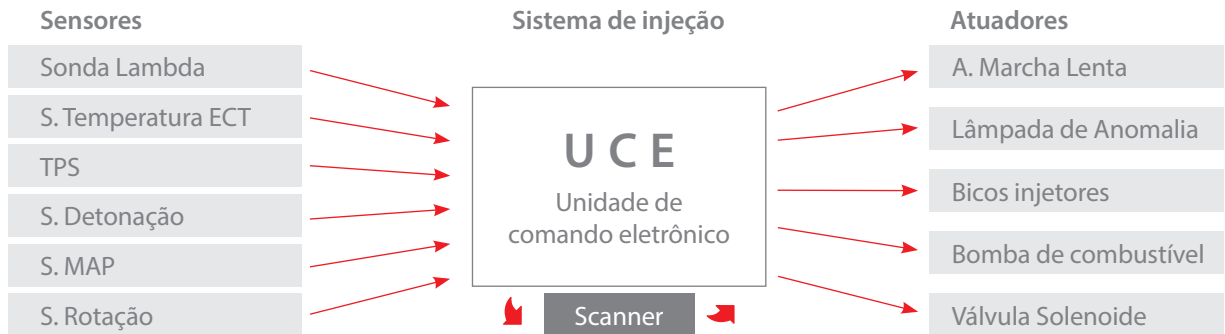 Sensores
Sonda Lambda
S. Temperatura ECT
TPS
S. Detonação
S. MAP
S. Rotação
Sistema de injeção
U C E
Unidade de
comando eletrônico
Scanner
Atuadores
A. Marcha Lenta
Lâmpada de Anomalia
Bicos injetores
Bomba de combustível
Válvula Solenoide